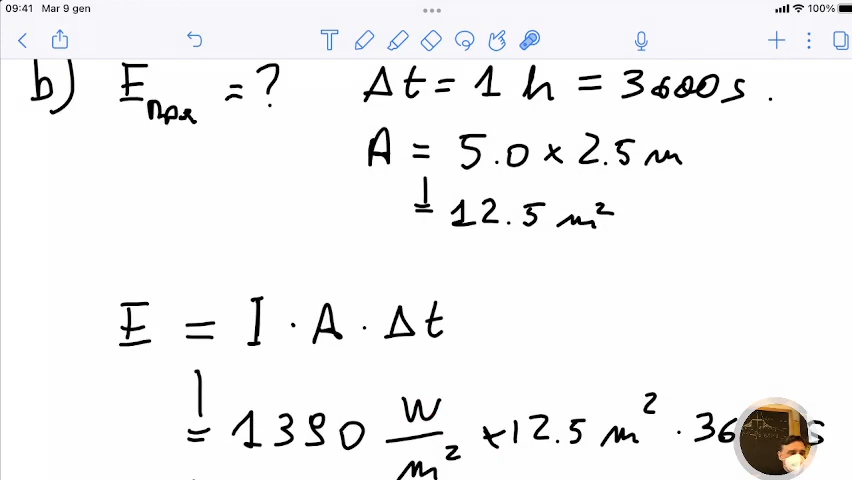 09:41 Mar 9 gen 100%
b) E = ? Δt = 1 h = 3600s.
A = 5.0 × 2.5 m
= 12.5 m²
E = I · A · Δt
= 1390 W/m² × 12.5 m² · 36 s